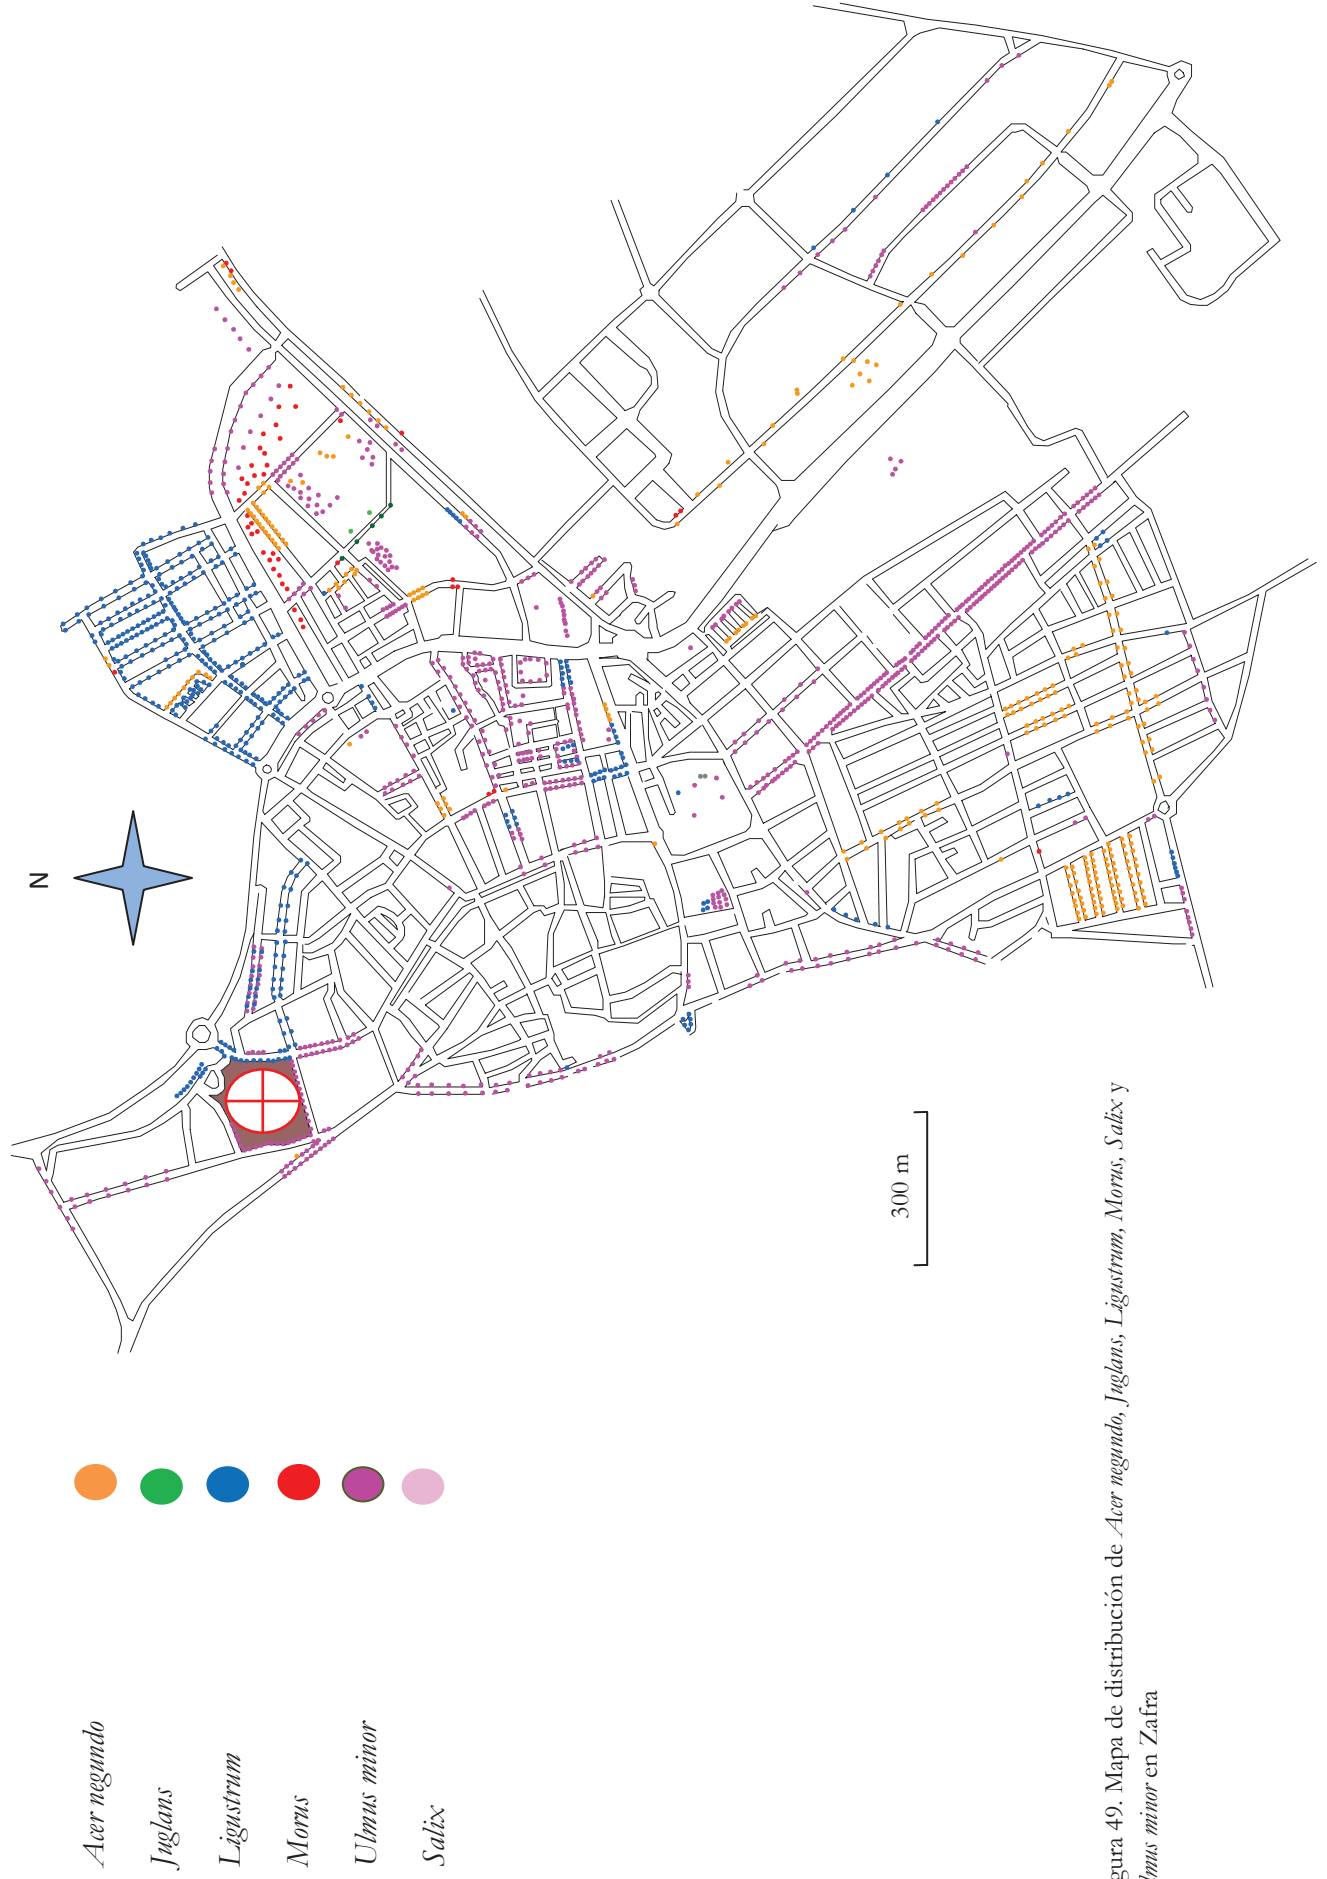 N
Acer negundo
Juglans
Ligustrum
Morus
Ulmus minor
Salix
300 m
gura 49. Mapa de distribución de Acer negundo, Juglans, Ligustrum, Morus, Salix y
lmus minor en Zafra